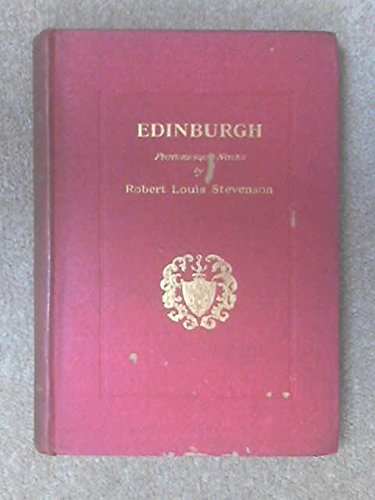 EDINBURGH
PICTURESQUE NOTES
by
Robert Louis Stevenson